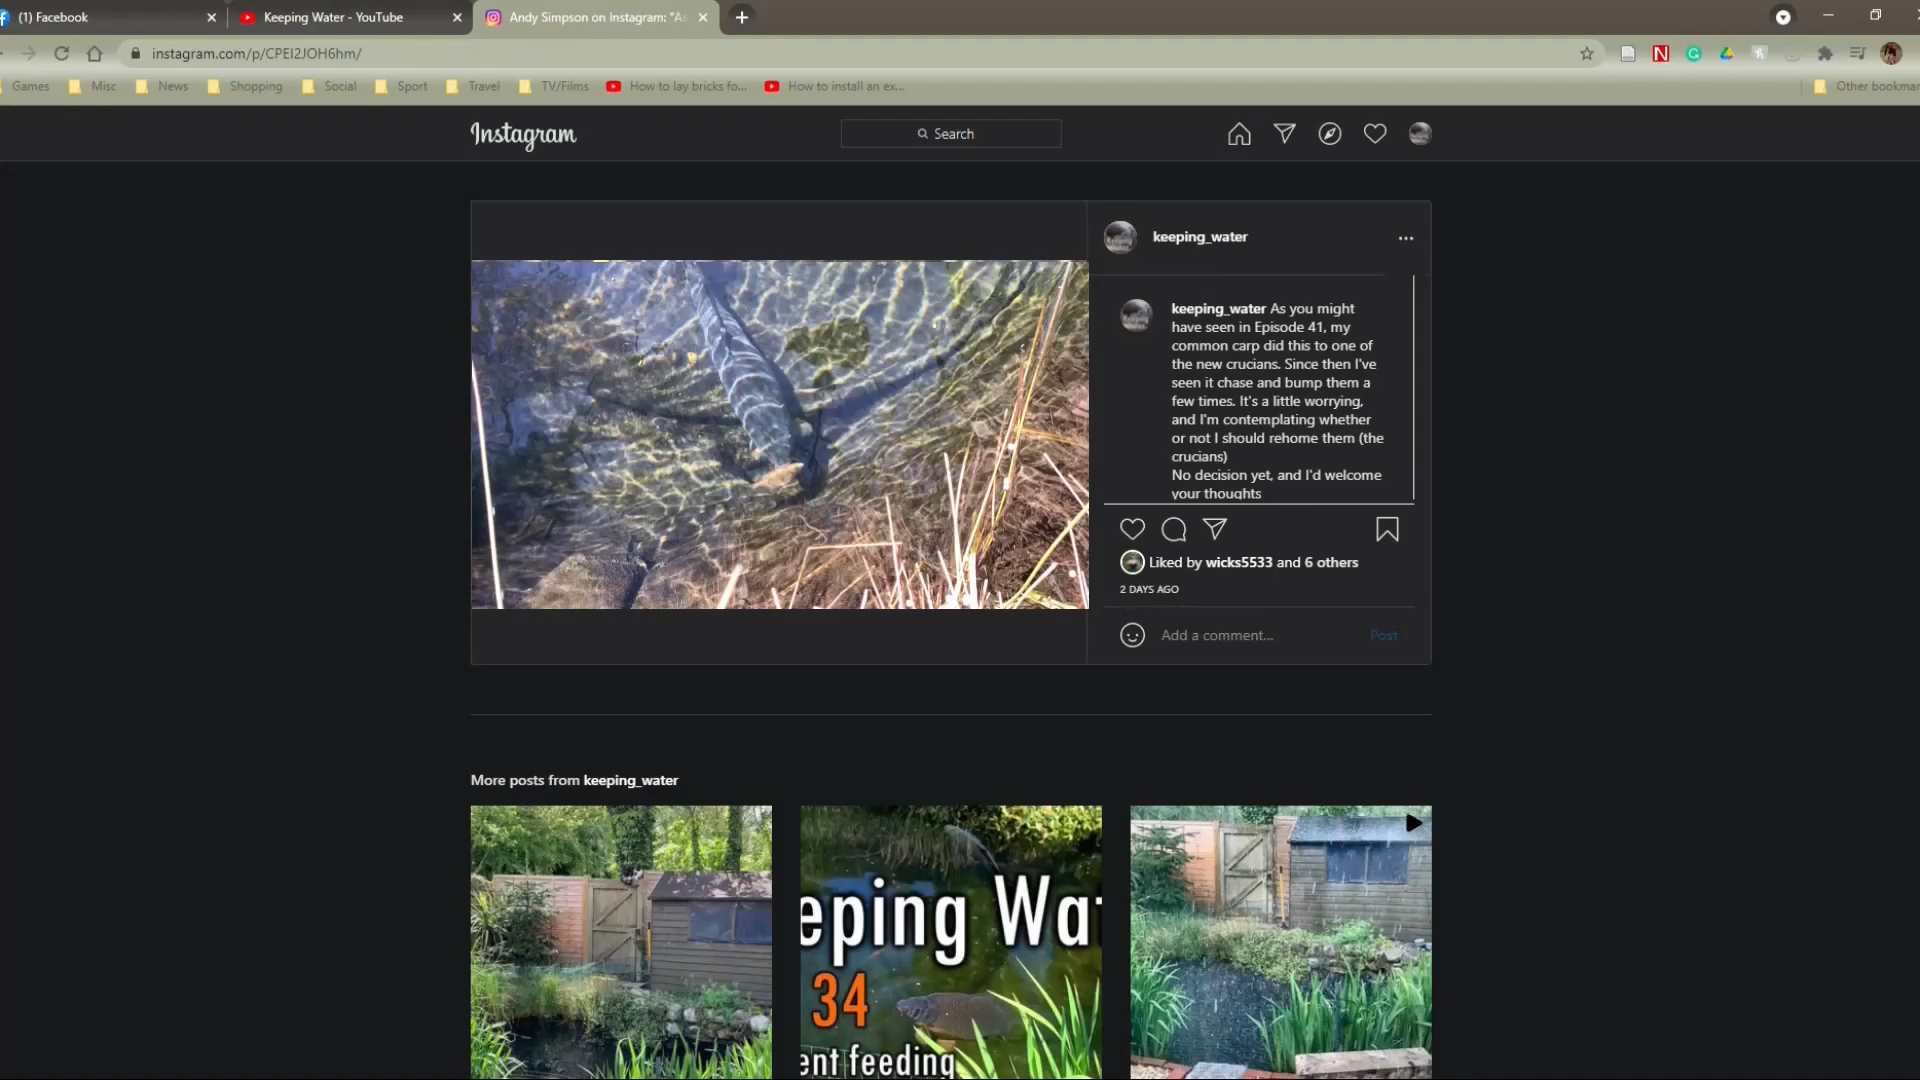 (1) Facebook
Keeping Water - YouTube
Andy Simpson on Instagram: "As
instagram.com/p/CPEI2JOH6hm/
Games
Misc
News
Shopping
Social
Sport
Travel
TV/Films
How to lay bricks fo...
How to install an ex...
Other bookmar
Instagram
Search
keeping_water
keeping_water As you might
have seen in Episode 41, my
common carp did this to one of
the new crucians. Since then I've
seen it chase and bump them a
few times. It's a little worrying,
and I'm contemplating whether
or not I should rehome them (the
crucians)
No decision yet, and I'd welcome
your thoughts
Liked by wicks5533 and 6 others
2 DAYS AGO
Add a comment...
Post
More posts from keeping_water
eeping Wat
34
ent feeding